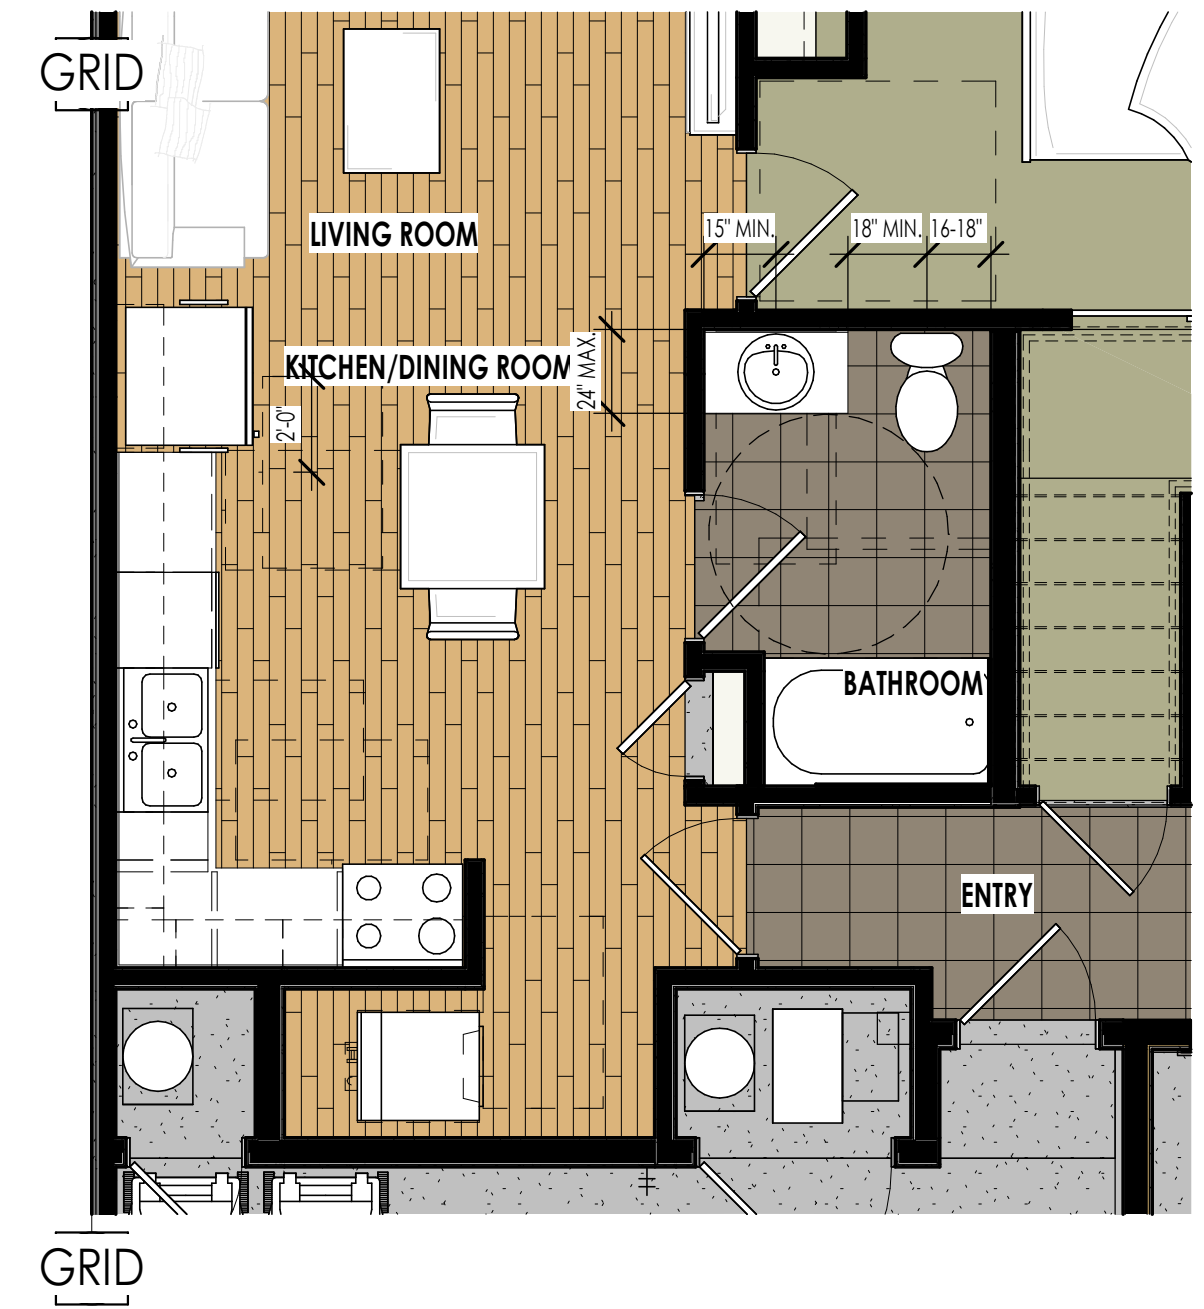 GRID
LIVING ROOM
15" MIN.
18" MIN.
16-18"
KITCHEN/DINING ROOM
24" MAX.
2'-0"
BATHROOM
ENTRY
GRID